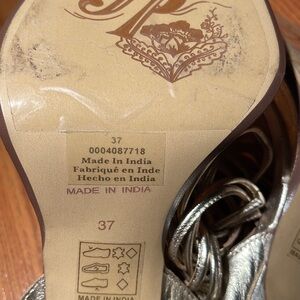 37
0004087718
Made In India
Fabriqué en Inde
Hecho en India
MADE IN INDIA
37
MADE IN INDIA